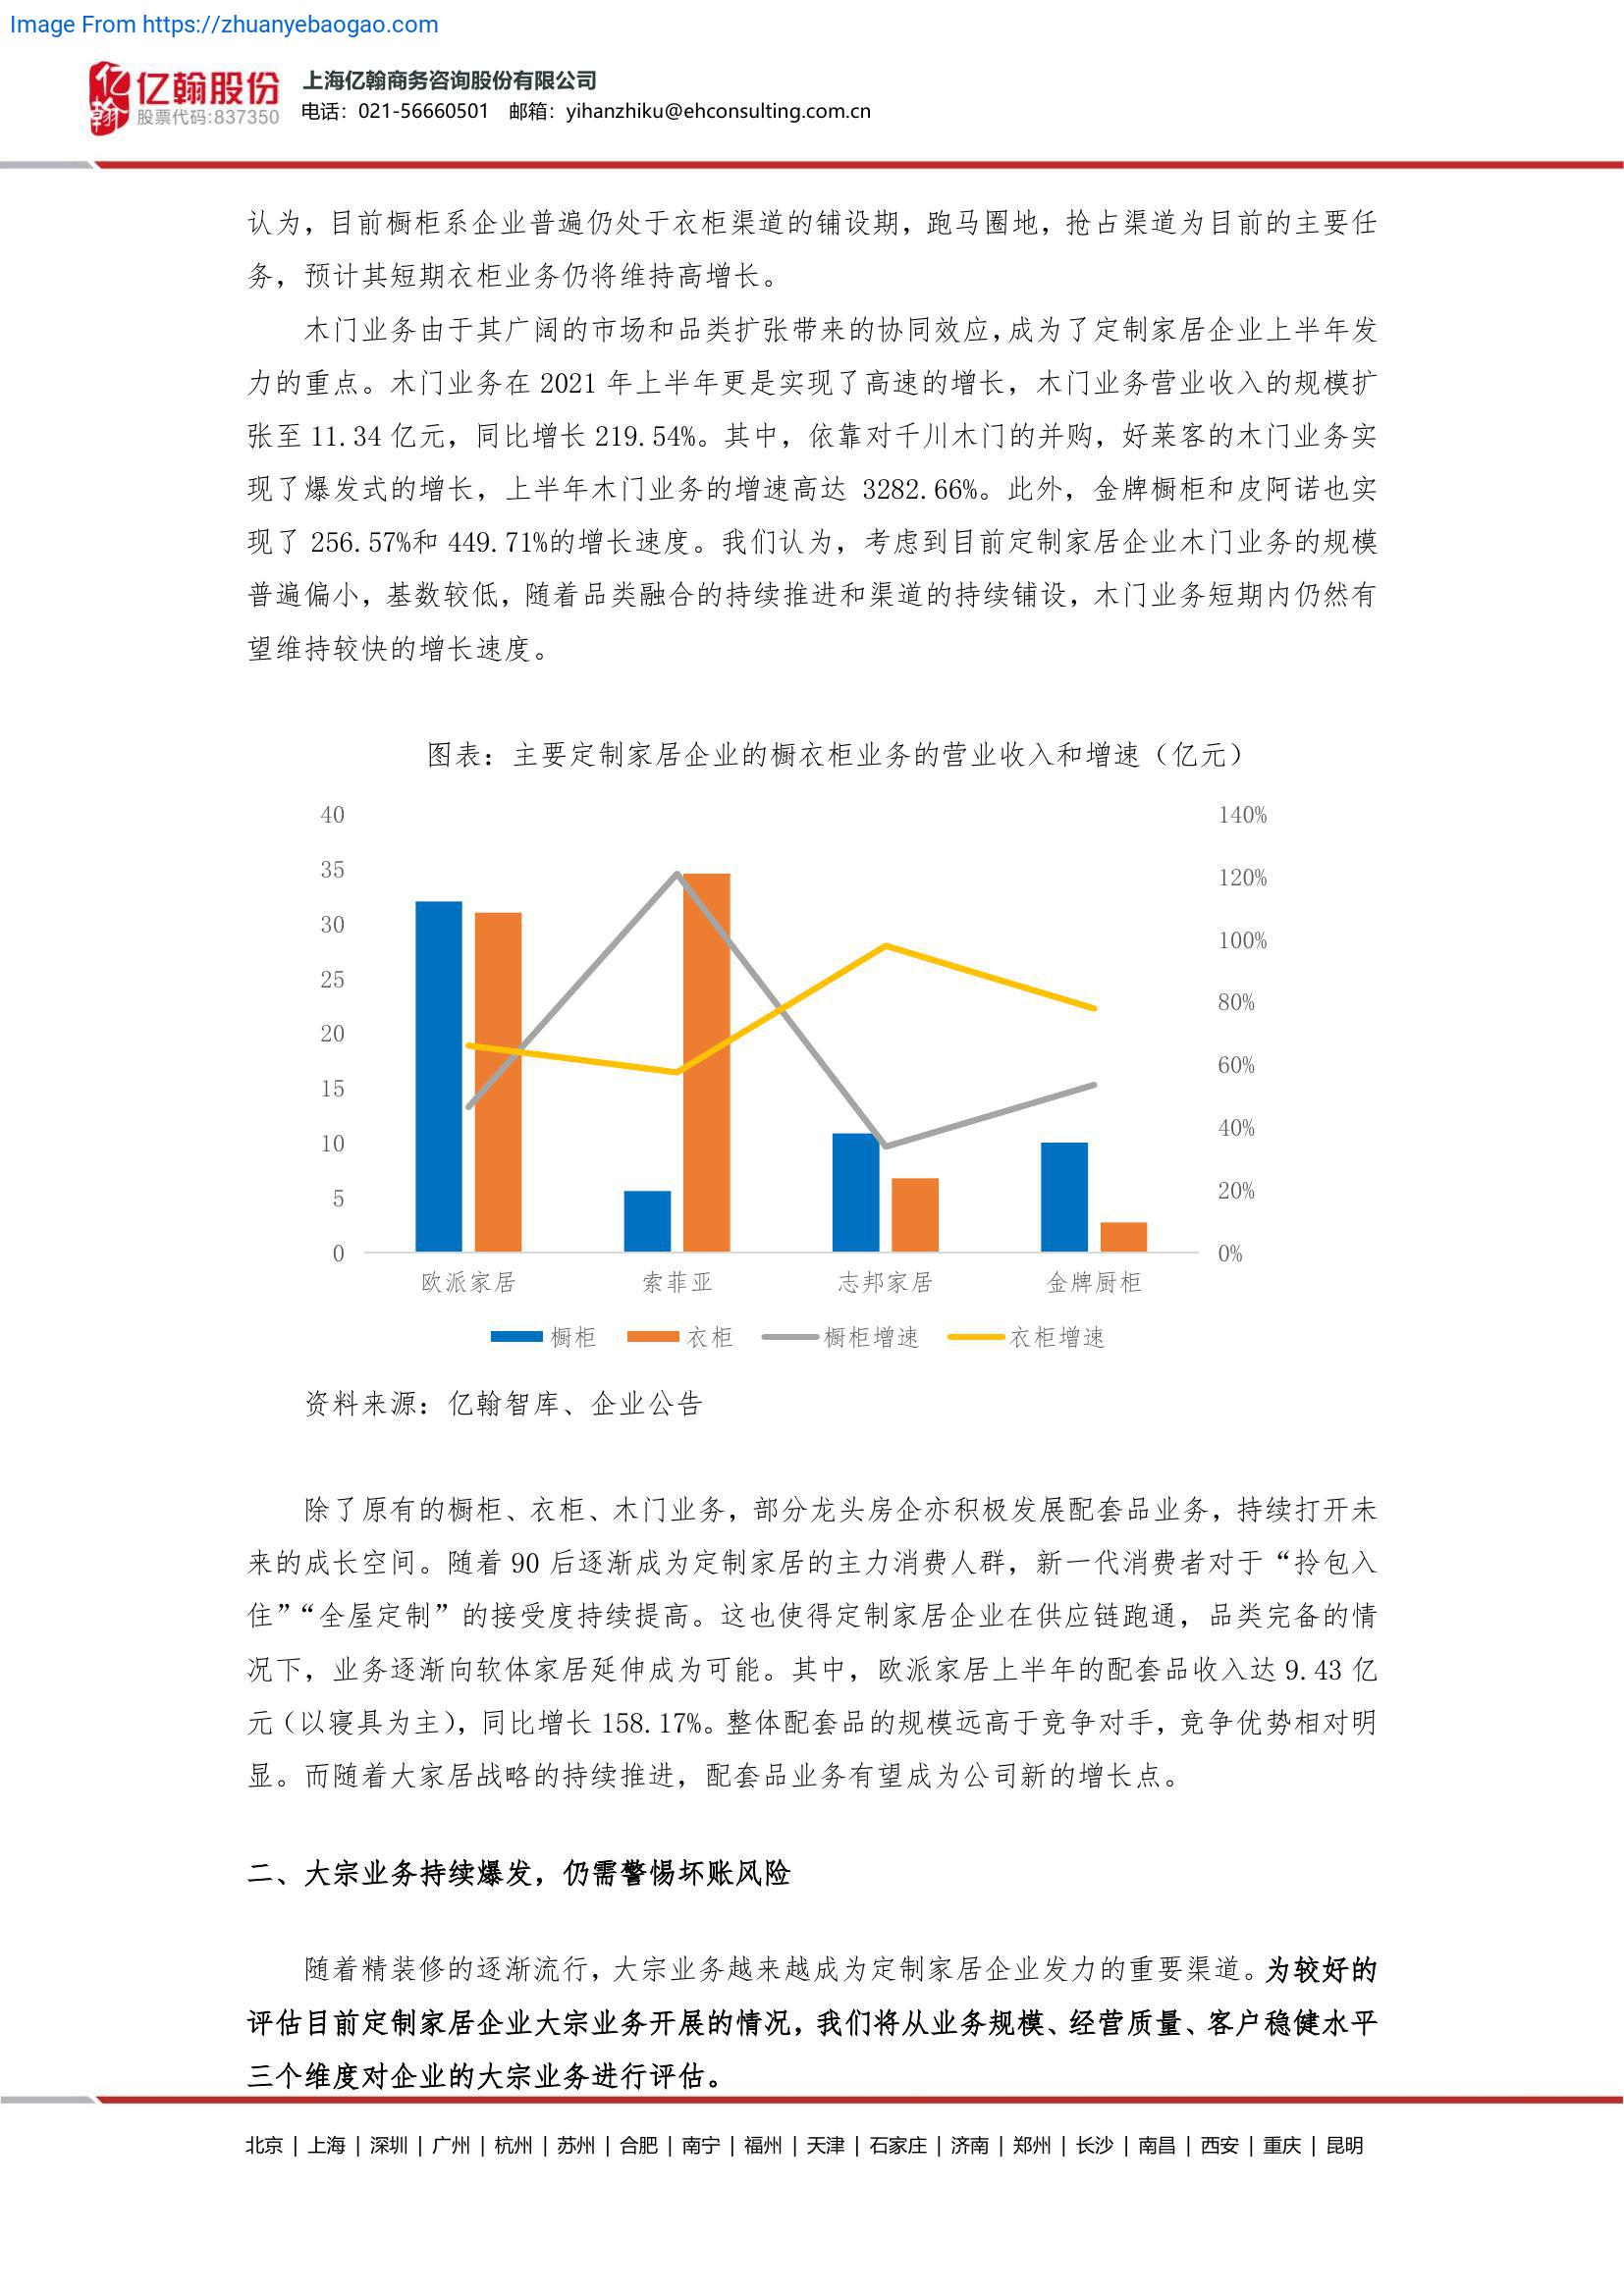 Image From https://zhuanyebaogao.com
亿翰
亿翰股份
股票代码:837350
上海亿翰商务咨询股份有限公司
电话：021-56660501 邮箱：yihanzhiku@ehconsulting.com.cn
认为，目前橱柜系企业普遍仍处于衣柜渠道的铺设期，跑马圈地，抢占渠道为目前的主要任
务，预计其短期衣柜业务仍将维持高增长。
木门业务由于其广阔的市场和品类扩张带来的协同效应，成为了定制家居企业上半年发
力的重点。木门业务在 2021 年上半年更是实现了高速的增长，木门业务营业收入的规模扩
张至 11.34 亿元，同比增长 219.54%。其中，依靠对千川木门的并购，好莱客的木门业务实
现了爆发式的增长，上半年木门业务的增速高达 3282.66%。此外，金牌橱柜和皮阿诺也实
现了 256.57%和 449.71%的增长速度。我们认为，考虑到目前定制家居企业木门业务的规模
普遍偏小，基数较低，随着品类融合的持续推进和渠道的持续铺设，木门业务短期内仍然有
望维持较快的增长速度。
图表：主要定制家居企业的橱衣柜业务的营业收入和增速（亿元）
40 140%
35 120%
30 100%
25 80%
20 60%
15 40%
10 20%
5 0%
0
欧派家居 索菲亚 志邦家居 金牌厨柜
橱柜 衣柜 橱柜增速 衣柜增速
资料来源：亿翰智库、企业公告
除了原有的橱柜、衣柜、木门业务，部分龙头房企亦积极发展配套品业务，持续打开未
来的成长空间。随着 90 后逐渐成为定制家居的主力消费人群，新一代消费者对于“拎包入
住”“全屋定制”的接受度持续提高。这也使得定制家居企业在供应链跑通，品类完备的情
况下，业务逐渐向软体家居延伸成为可能。其中，欧派家居上半年的配套品收入达 9.43 亿
元（以寝具为主），同比增长 158.17%。整体配套品的规模远高于竞争对手，竞争优势相对明
显。而随着大家居战略的持续推进，配套品业务有望成为公司新的增长点。
二、大宗业务持续爆发，仍需警惕坏账风险
随着精装修的逐渐流行，大宗业务越来越成为定制家居企业发力的重要渠道。为较好的
评估目前定制家居企业大宗业务开展的情况，我们将从业务规模、经营质量、客户稳健水平
三个维度对企业的大宗业务进行评估。
北京 | 上海 | 深圳 | 广州 | 杭州 | 苏州 | 合肥 | 南宁 | 福州 | 天津 | 石家庄 | 济南 | 郑州 | 长沙 | 南昌 | 西安 | 重庆 | 昆明